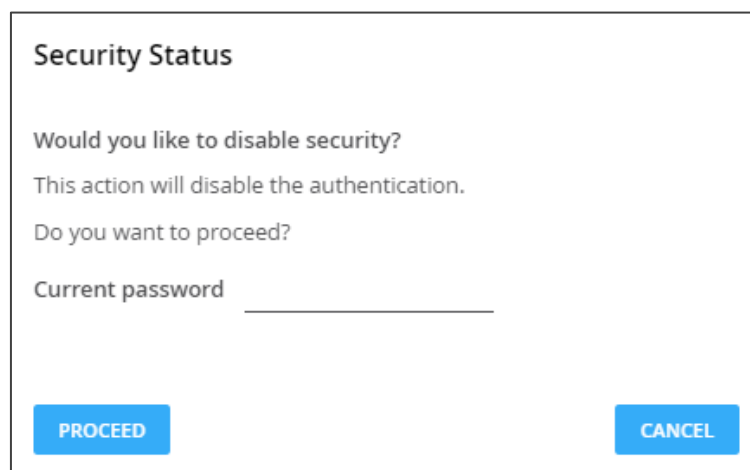 Security Status
Would you like to disable security?
This action will disable the authentication.
Do you want to proceed?
Current password
PROCEED
CANCEL